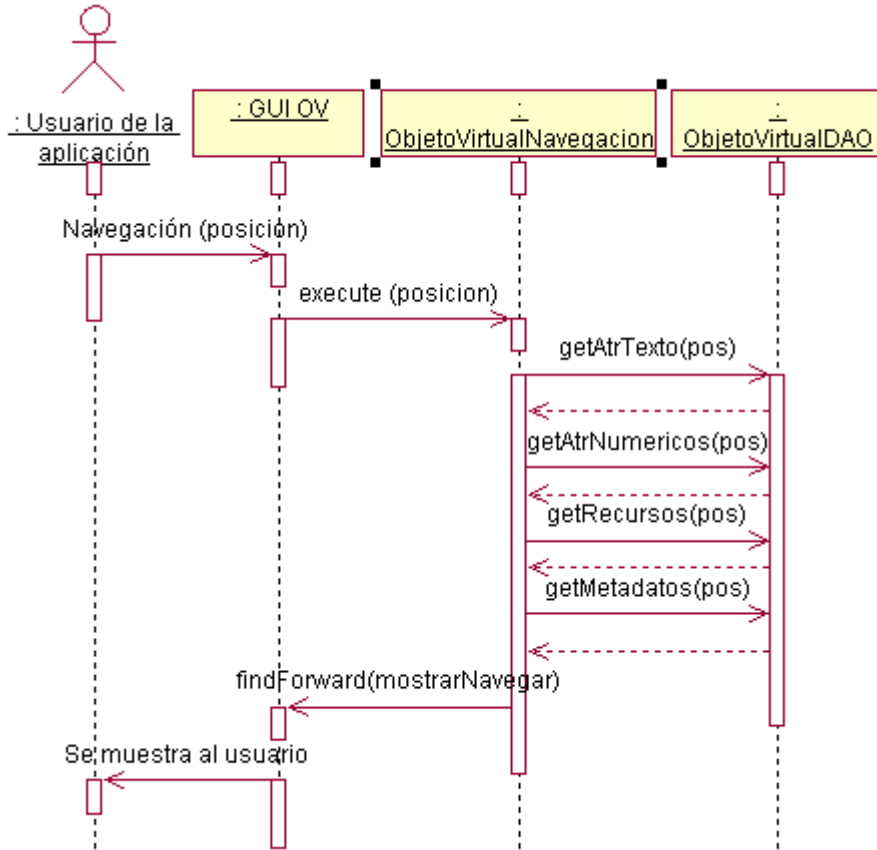 : Usuario de la
aplicación
: GUI OV
:
ObjetoVirtualNavegacion
:
ObjetoVirtualDAO
Navegación (posicion)
execute (posicion)
getAtrTexto(pos)
getAtrNumericos(pos)
getRecursos(pos)
getMetadatos(pos)
findForward(mostrarNavegar)
Se muestra al usuario